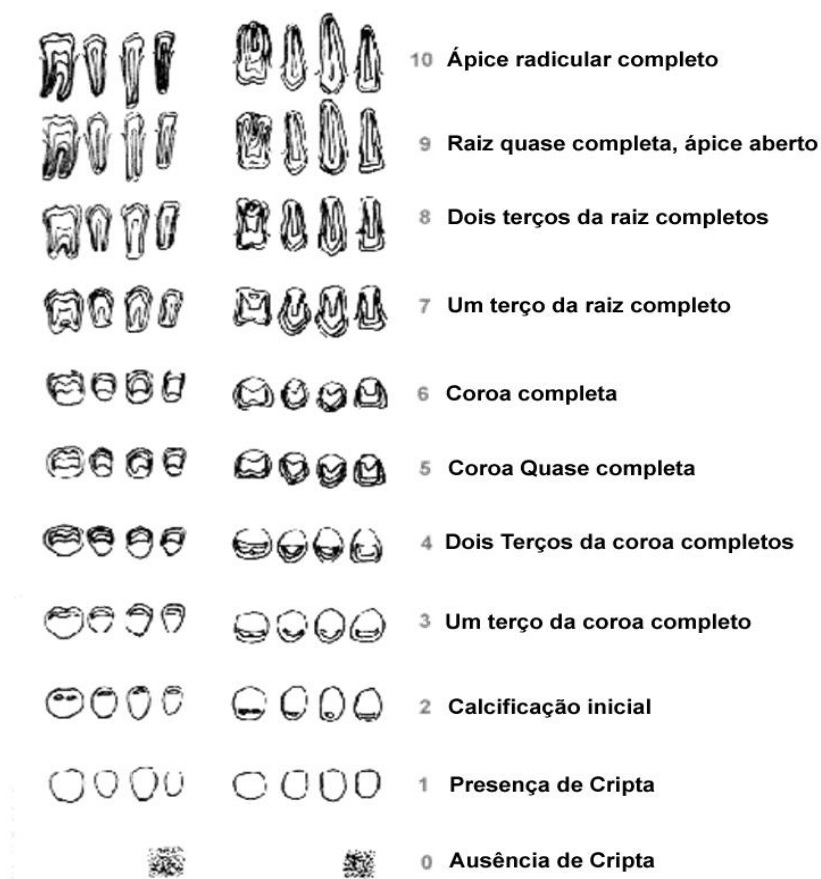 10 Ápice radicular completo
9 Raiz quase completa, ápice aberto
8 Dois terços da raiz completos
7 Um terço da raiz completo
6 Coroa completa
5 Coroa Quase completa
4 Dois Terços da coroa completos
3 Um terço da coroa completo
2 Calcificação inicial
1 Presença de Cripta
0 Ausência de Cripta